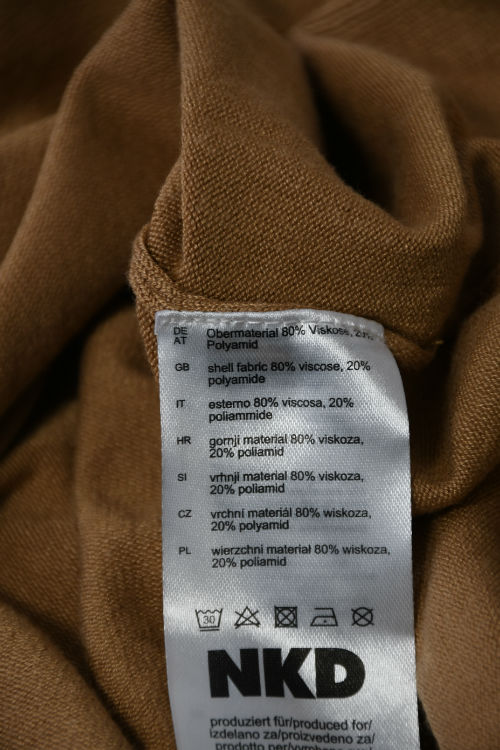 DE Obermaterial 80% Viskose, 20%
AT Polyamid
GB shell fabric 80% viscose, 20%
polyamide
IT esterno 80% viscosa, 20%
poliammide
HR gornji material 80% viskoza,
20% poliamid
SI vrhnji material 80% viskoza,
20% poliamid
CZ vrchní materiál 80% wiskoza,
20% polyamid
PL wierzchni materiał 80% wiskoza,
20% poliamid
30
NKD
produziert für/produced for/
izdelano za/proizvedeno za/
prodotto per/